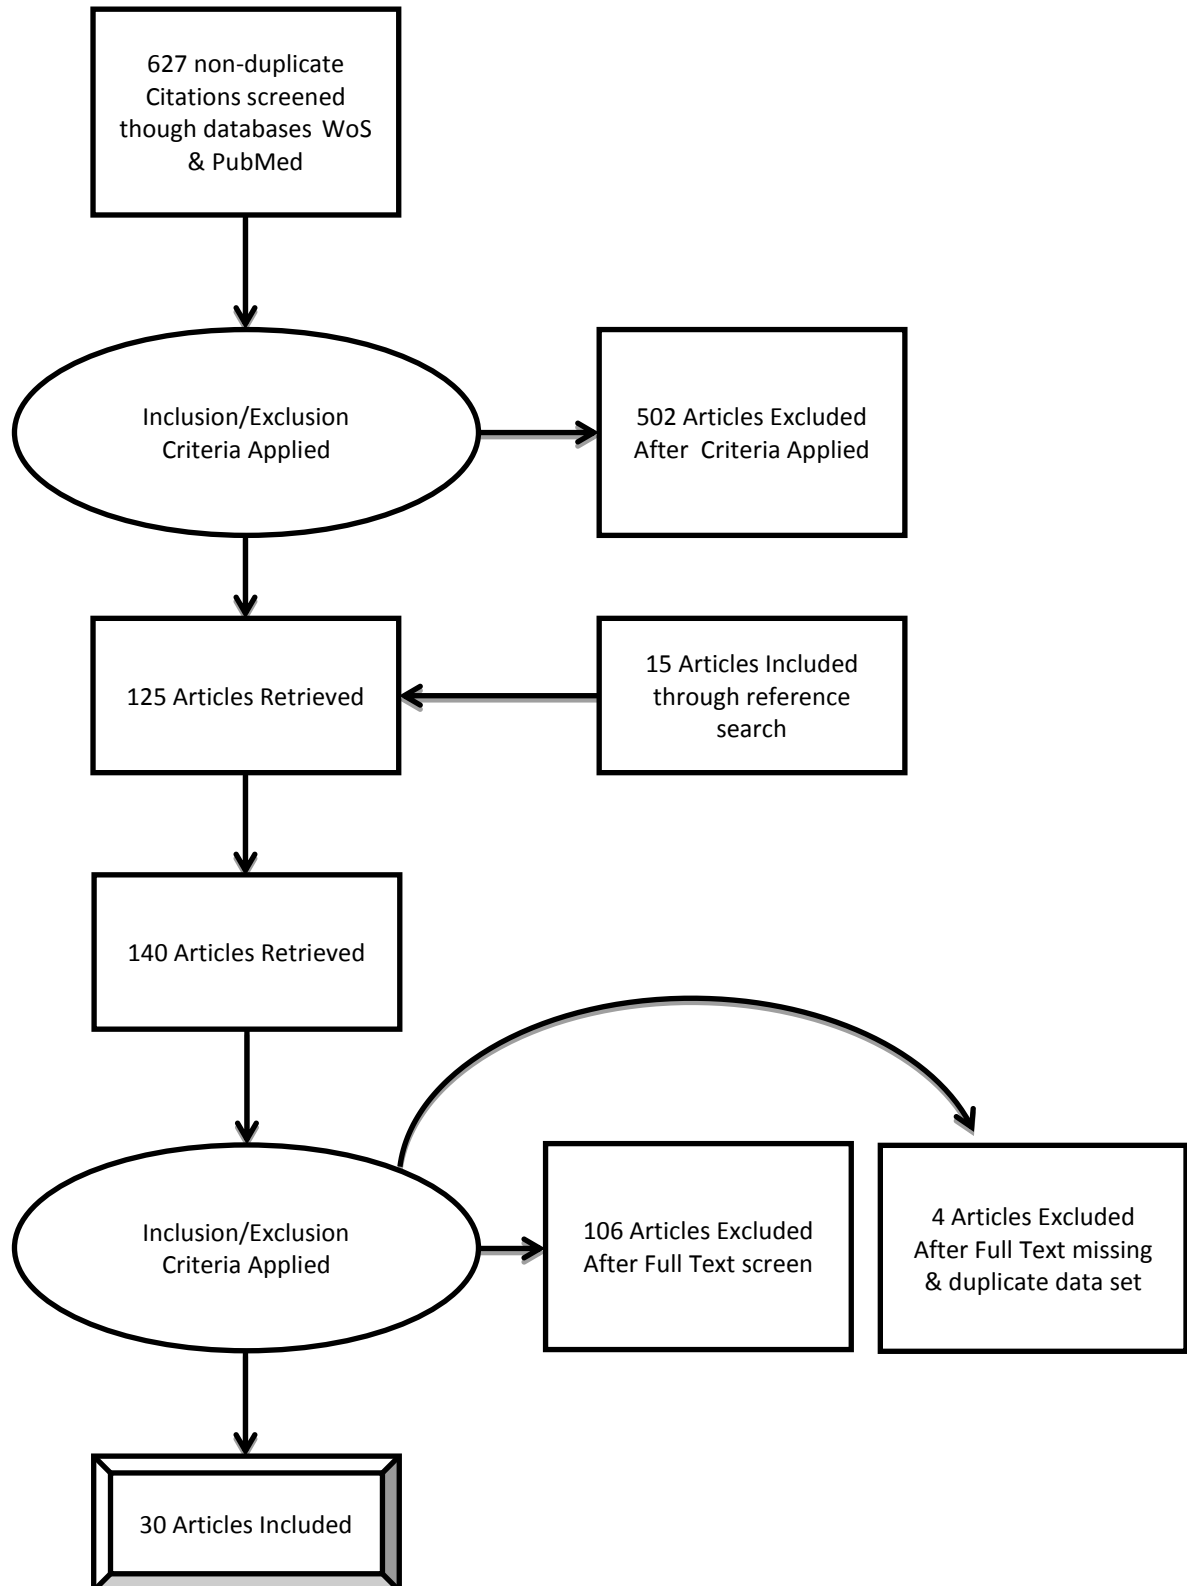 627 non-duplicate
Citations screened
though databases WoS
& PubMed
Inclusion/Exclusion
Criteria Applied
502 Articles Excluded
After Criteria Applied
125 Articles Retrieved
15 Articles Included
through reference
search
140 Articles Retrieved
Inclusion/Exclusion
Criteria Applied
106 Articles Excluded
After Full Text screen
4 Articles Excluded
After Full Text missing
& duplicate data set
30 Articles Included